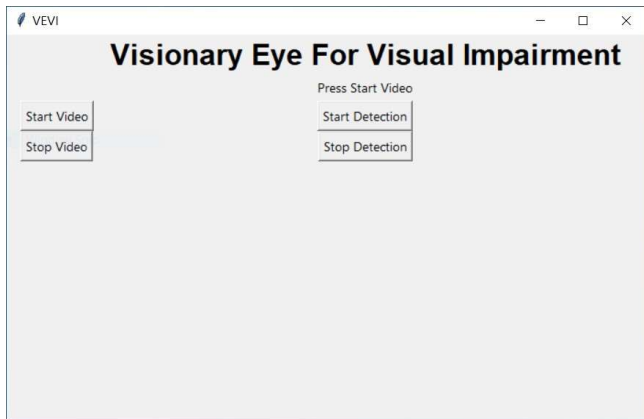 VEVI
Visionary Eye For Visual Impairment
Press Start Video
Start Video Start Detection
Stop Video Stop Detection